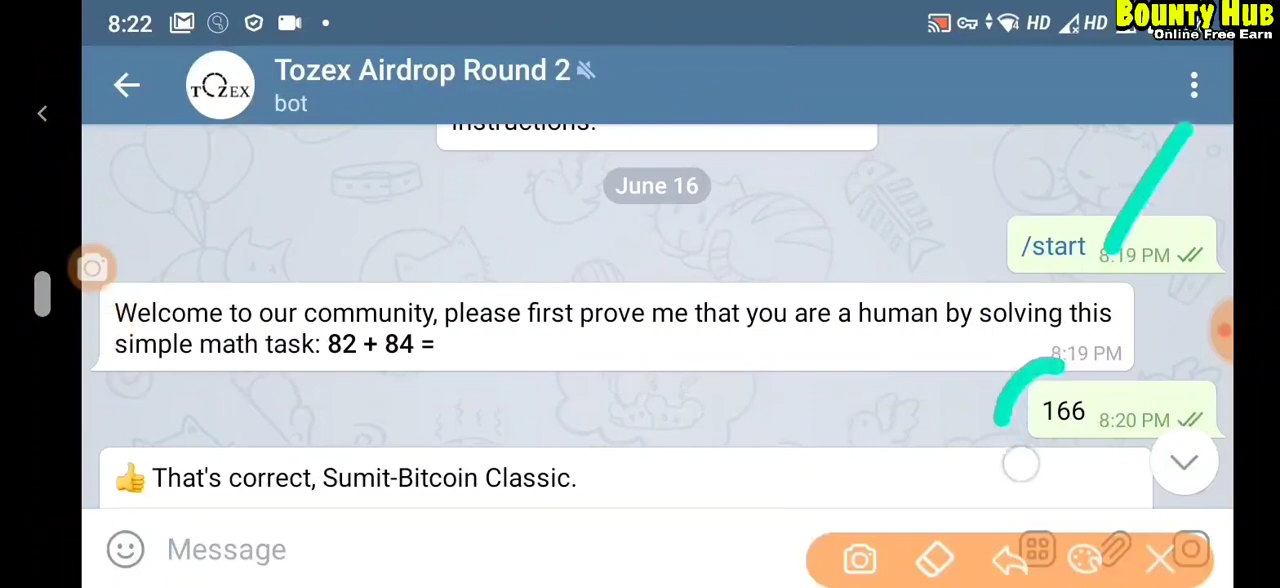 8:22
HD
HD
BOUNTY HUB
Online Free Earn
TOZEX
Tozex Airdrop Round 2
bot
instructions.
June 16
/start
8:19 PM
Welcome to our community, please first prove me that you are a human by solving this
simple math task: 82 + 84 =
8:19 PM
166
8:20 PM
👍 That's correct, Sumit-Bitcoin Classic.
Message